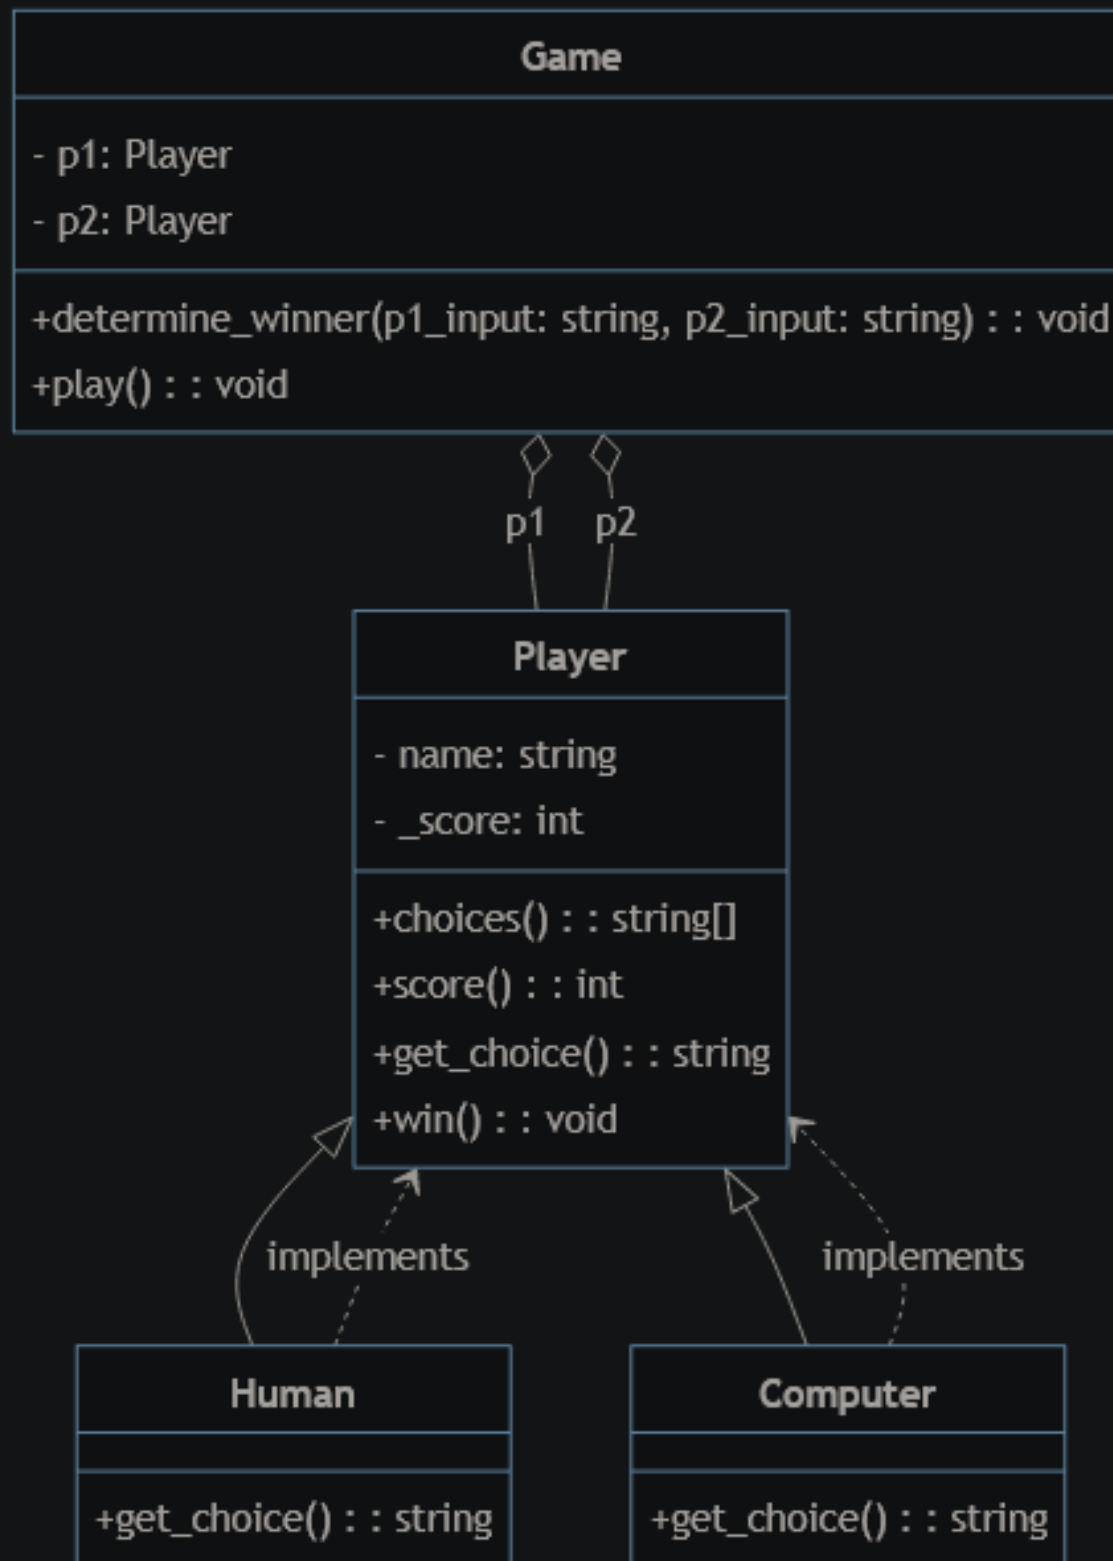 Game
- p1: Player
- p2: Player
+determine_winner(p1_input: string, p2_input: string) : : void
+play() : : void
p1 p2
Player
- name: string
- _score: int
+choices() : : string[]
+score() : : int
+get_choice() : : string
+win() : : void
implements implements
Human Computer
+get_choice() : : string +get_choice() : : string